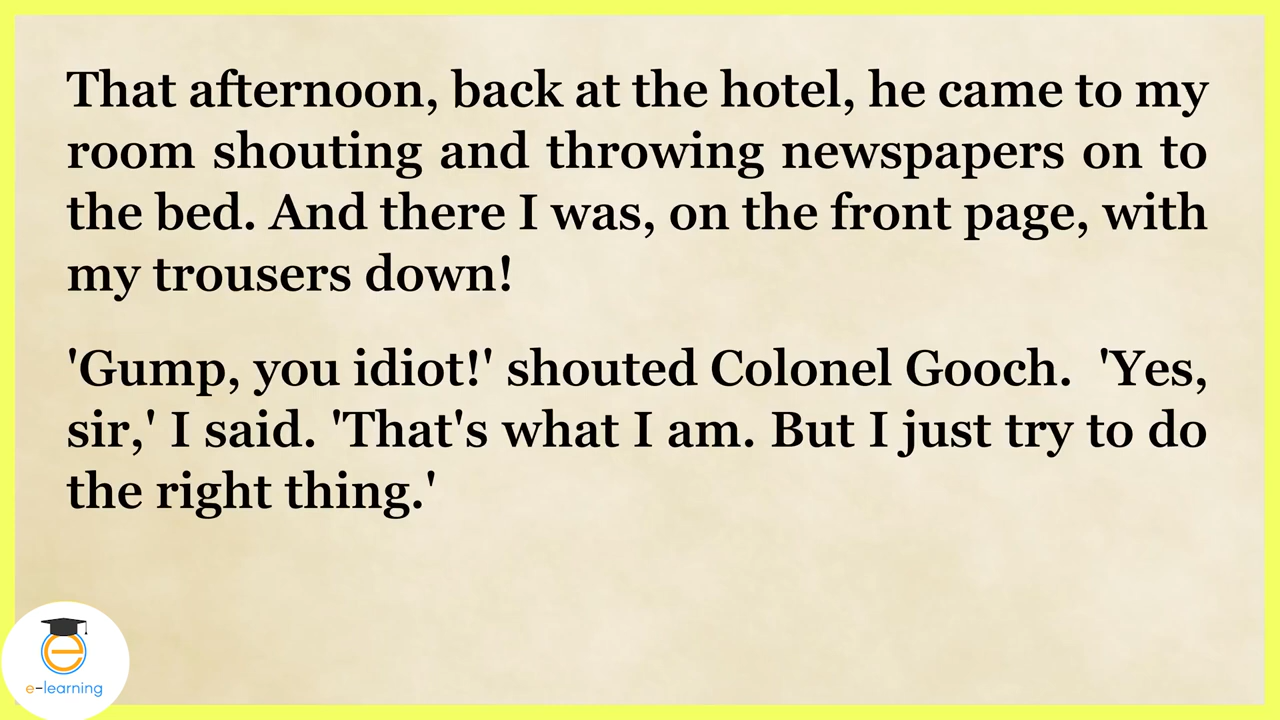 That afternoon, back at the hotel, he came to my
room shouting and throwing newspapers on to
the bed. And there I was, on the front page, with
my trousers down!
'Gump, you idiot!' shouted Colonel Gooch.  'Yes,
sir,' I said. 'That's what I am. But I just try to do
the right thing.'
e
e-learning